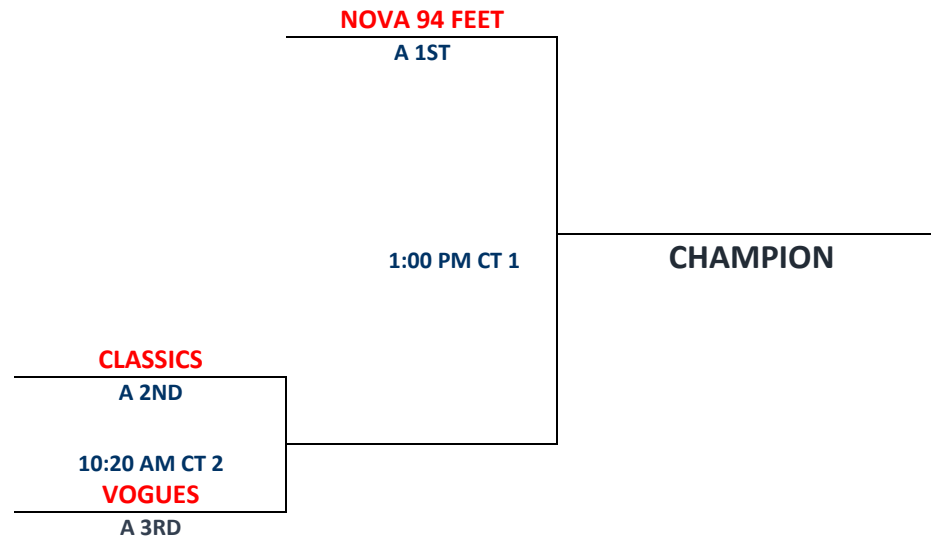 NOVA 94 FEET
A 1ST
1:00 PM CT 1
CHAMPION
CLASSICS
A 2ND
10:20 AM CT 2
VOGUES
A 3RD